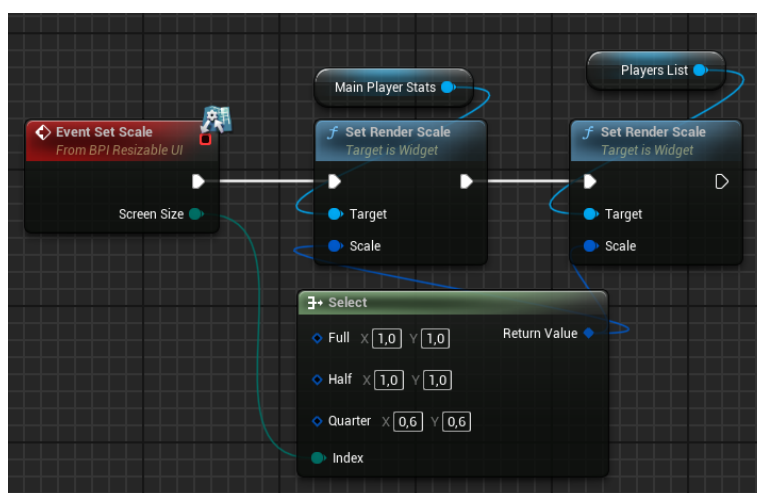 Players List
Main Player Stats
Event Set Scale
From BPI Resizable UI
Screen Size
f Set Render Scale
Target is Widget
Target
Scale
f Set Render Scale
Target is Widget
Target
Scale
Select
Full X 1,0 Y 1,0
Return Value
Half X 1,0 Y 1,0
Quarter X 0,6 Y 0,6
Index